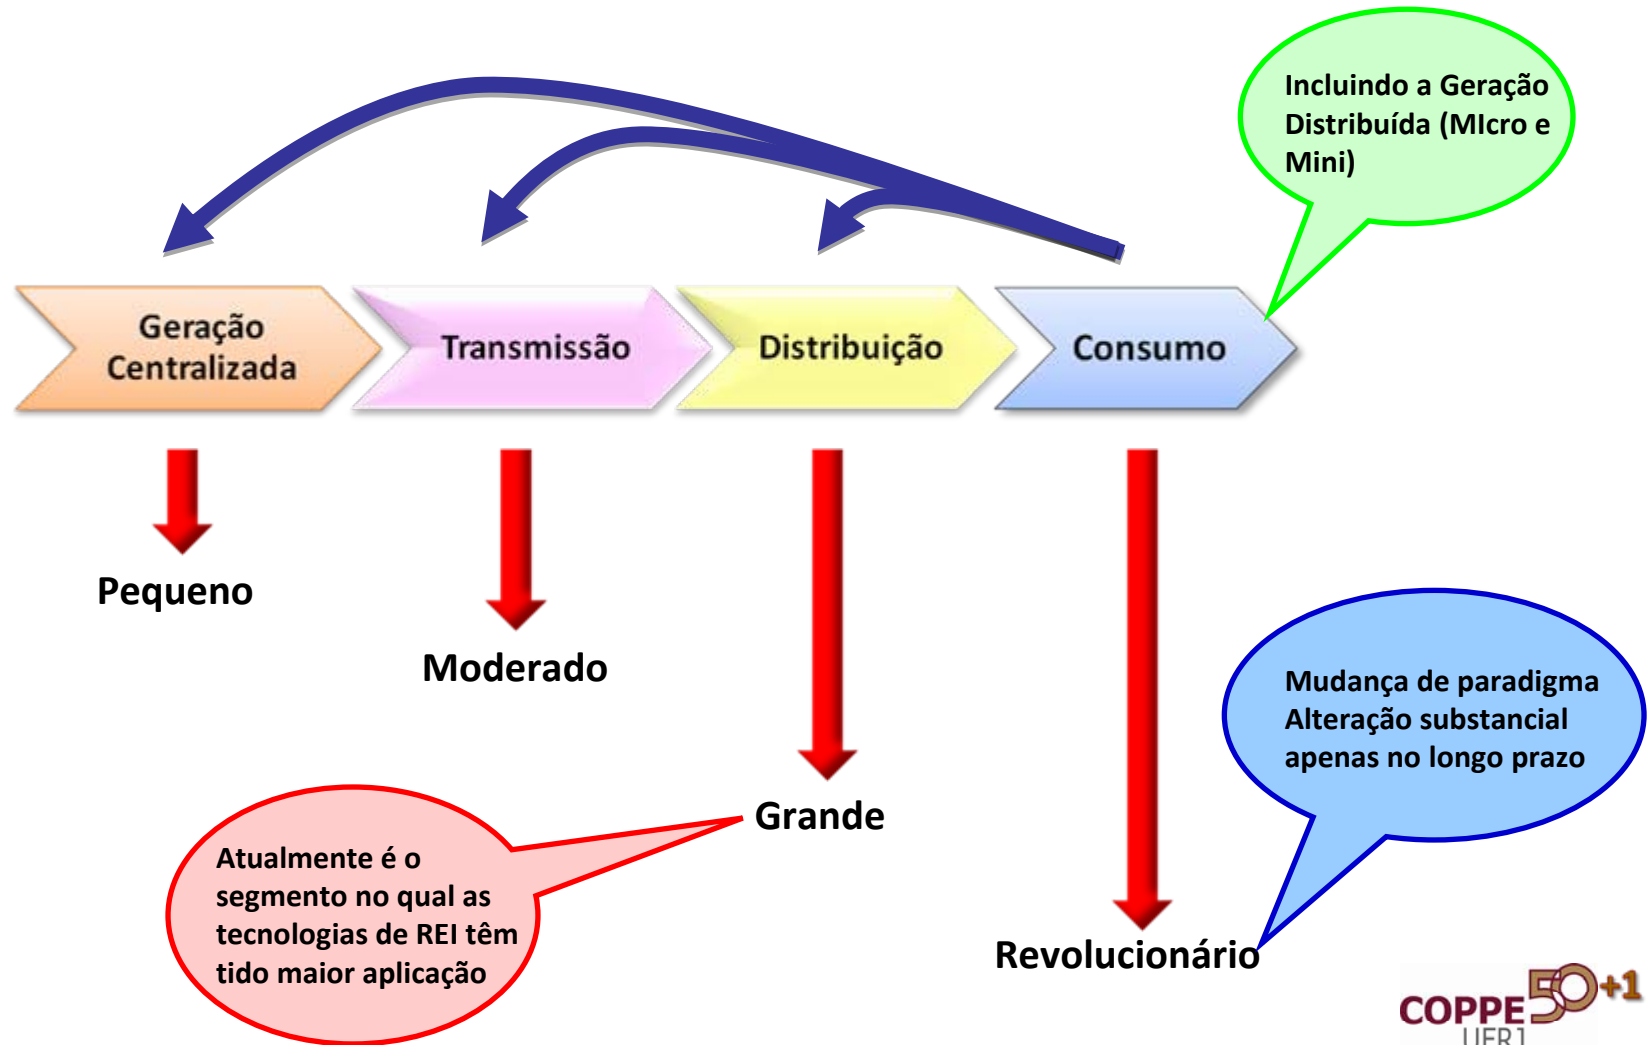 Incluindo a Geração
Distribuída (MIcro e
Mini)
Geração
Centralizada
Transmissão
Distribuição
Consumo
Pequeno
Moderado
Grande
Revolucionário
Mudança de paradigma
Alteração substancial
apenas no longo prazo
Atualmente é o
segmento no qual as
tecnologias de REI têm
tido maior aplicação
COPPE 50+1
UFRJ